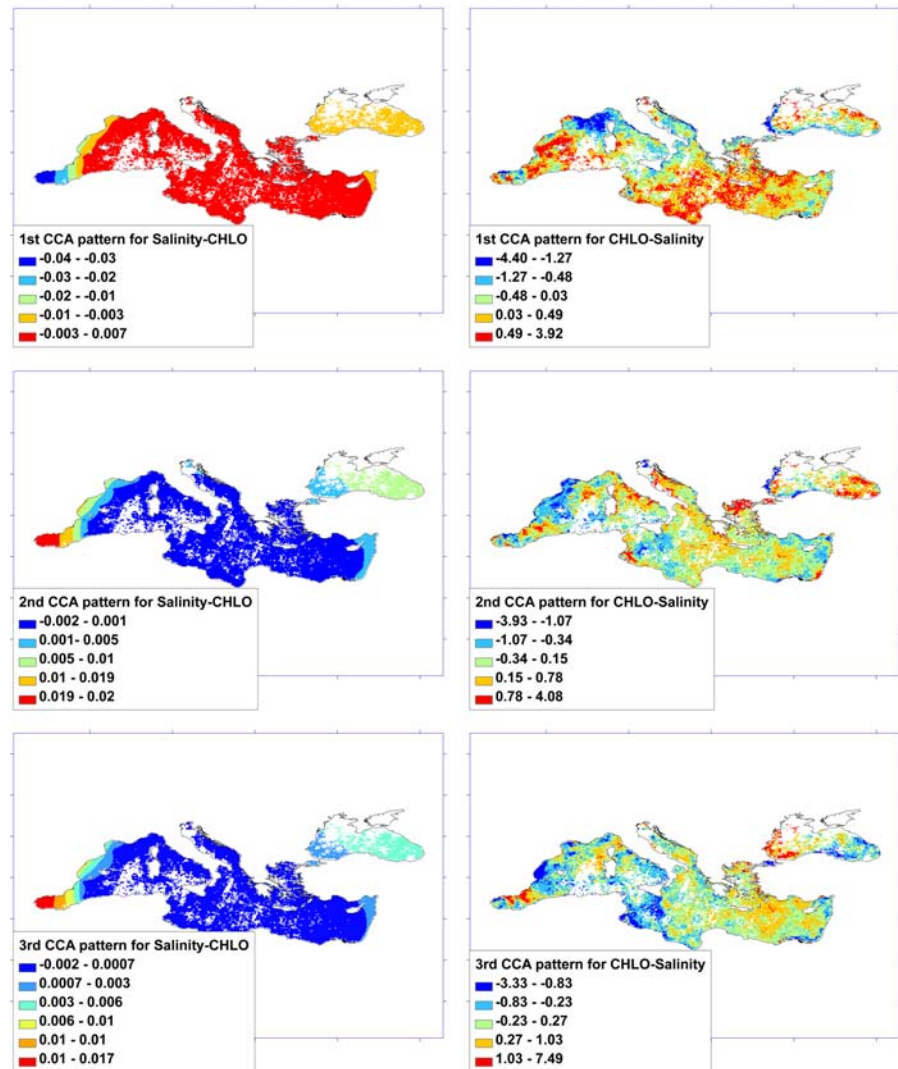 1st CCA pattern for Salinity-CHLO
-0.04 - -0.03
-0.03 - -0.02
-0.02 - -0.01
-0.01 - -0.003
-0.003 - 0.007
1st CCA pattern for CHLO-Salinity
-4.40 - -1.27
-1.27 - -0.48
-0.48 - 0.03
0.03 - 0.49
0.49 - 3.92
2nd CCA pattern for Salinity-CHLO
-0.002 - 0.001
0.001- 0.005
0.005 - 0.01
0.01 - 0.019
0.019 - 0.02
2nd CCA pattern for CHLO-Salinity
-3.93 - -1.07
-1.07 - -0.34
-0.34 - 0.15
0.15 - 0.78
0.78 - 4.08
3rd CCA pattern for Salinity-CHLO
-0.002 - 0.0007
0.0007 - 0.003
0.003 - 0.006
0.006 - 0.01
0.01 - 0.01
0.01 - 0.017
3rd CCA pattern for CHLO-Salinity
-3.33 - -0.83
-0.83 - -0.23
-0.23 - 0.27
0.27 - 1.03
1.03 - 7.49